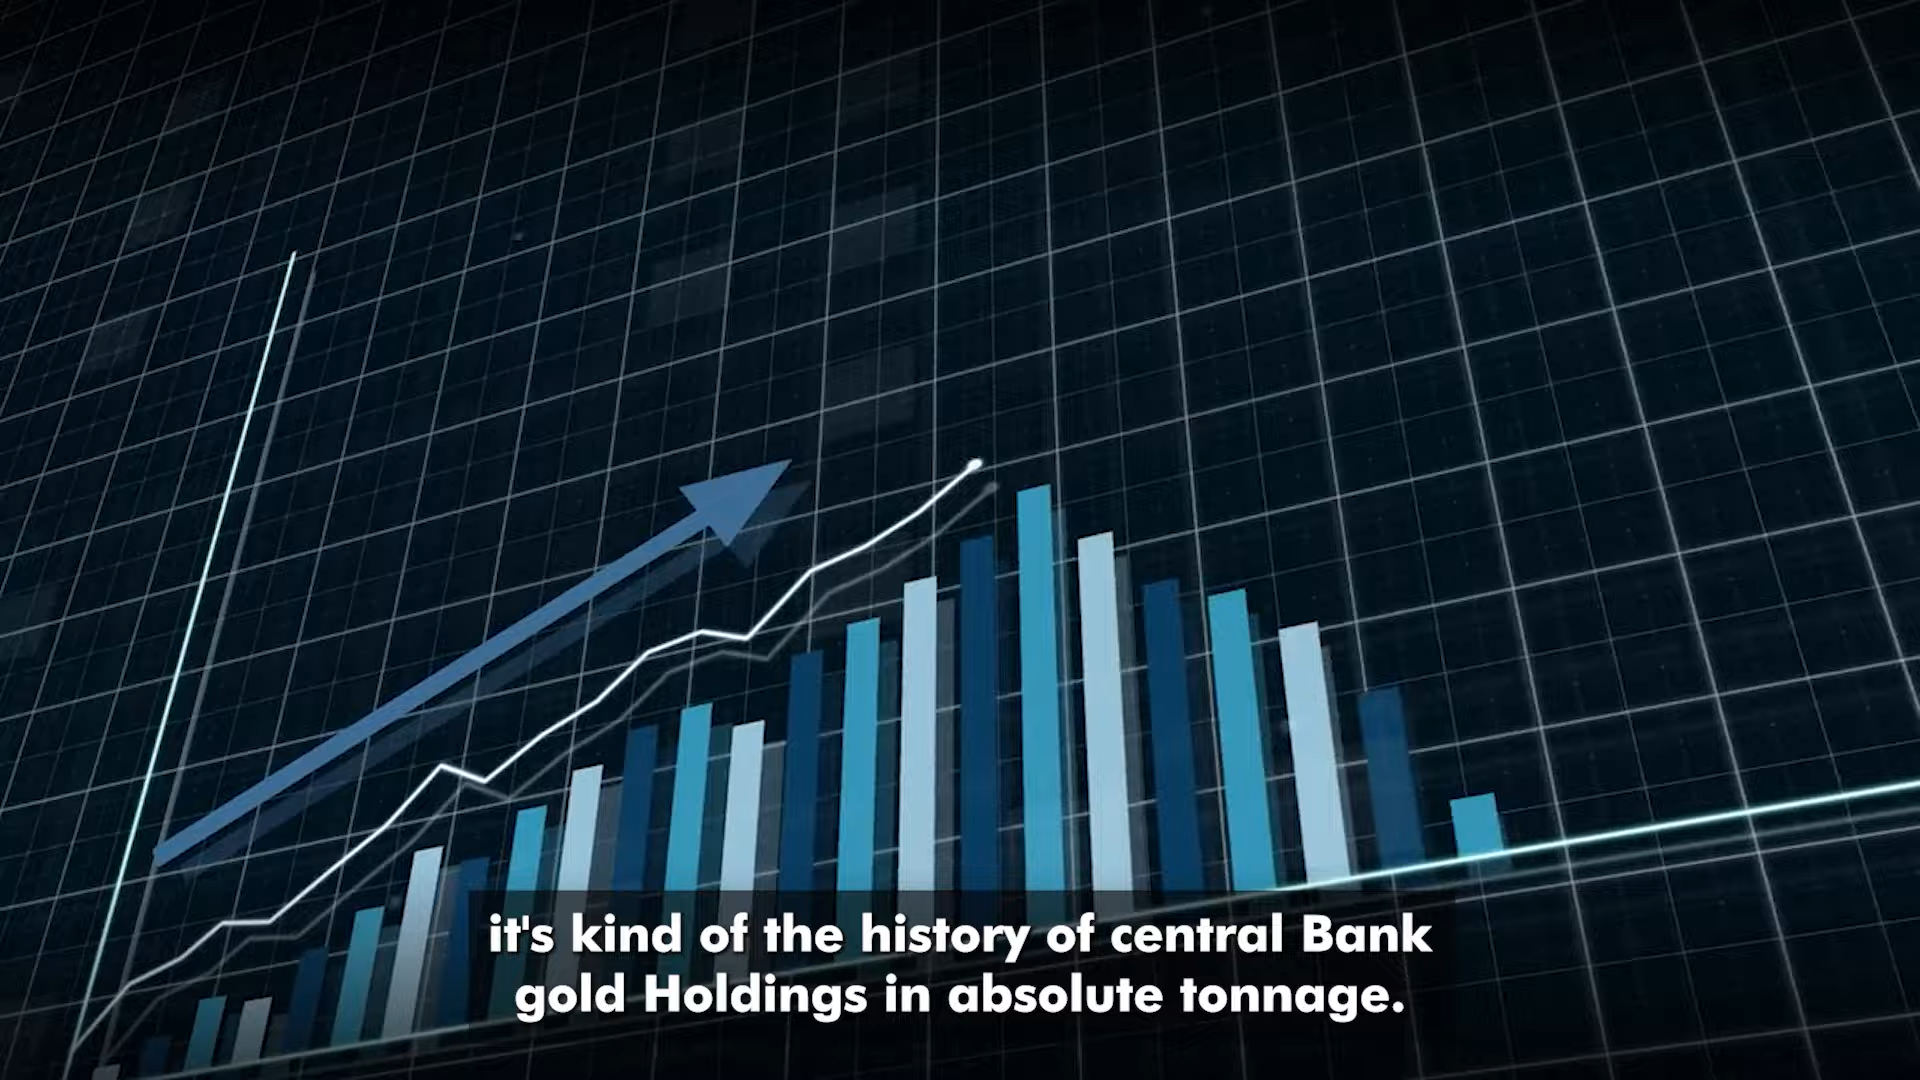 it's kind of the history of central Bank
gold Holdings in absolute tonnage.